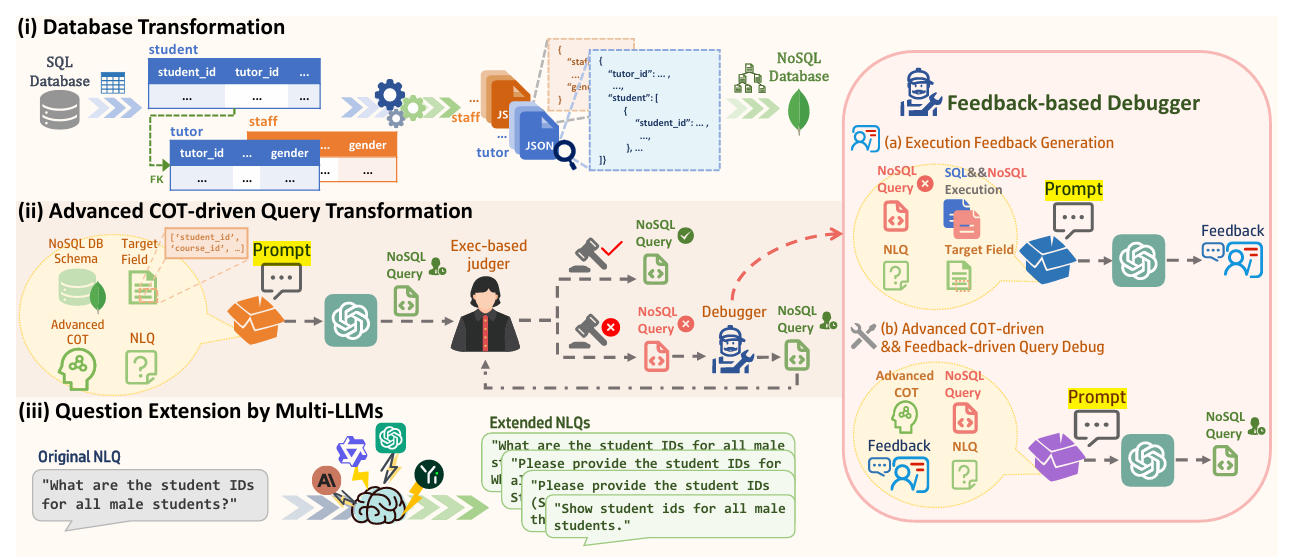 (i) Database Transformation
SQL
Database
student
student_id tutor_id ...
... ... ...
tutor
staff
tutor_id ... gender
... ... ...
... gender
... ...
FK
...
staff
JS
...
tutor
JSON
{
"staf
...
"gen
}
{
"tutor_id": ... ,
...,
"student": [
{
"student_id": ... ,
...,
}, ...
]}
NoSQL
Database
(ii) Advanced COT-driven Query Transformation
NoSQL DB
Schema
Target
Field
['student_id',
'course_id', …]
Advanced
COT
NLQ
Prompt
NoSQL
Query
Exec-based
judger
NoSQL
Query
NoSQL
Query
Debugger
NoSQL
Query
(iii) Question Extension by Multi-LLMs
Original NLQ
"What are the student IDs
for all male students?"
Extended NLQs
"What are the student IDs for all male
"Please provide the student IDs for
"Please provide the student IDs
(S
th
"Show student ids for all male
students."
Feedback-based Debugger
(a) Execution Feedback Generation
NoSQL
Query
SQL&&NoSQL
Execution
NLQ
Target Field
Prompt
Feedback
(b) Advanced COT-driven
&& Feedback-driven Query Debug
Advanced
COT
NoSQL
Query
Feedback
NLQ
Prompt
NoSQL
Query